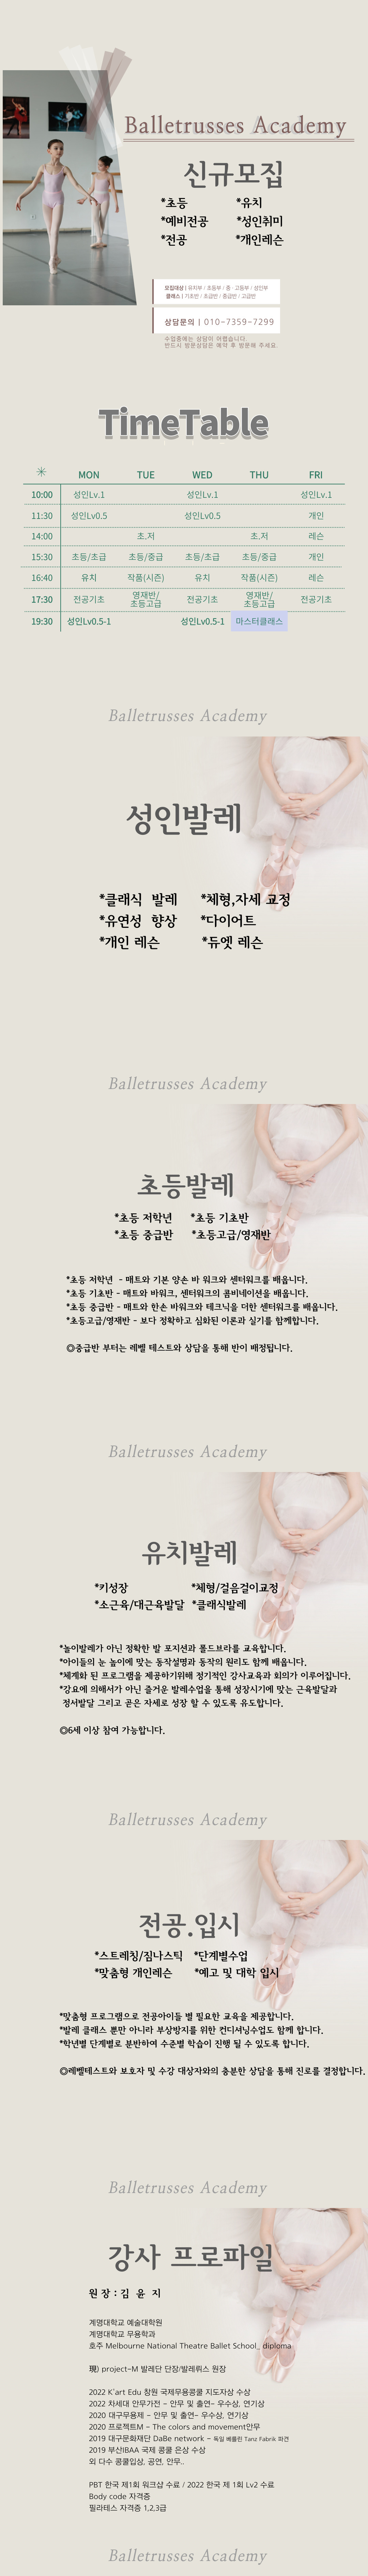 Balletrusses Academy
신규모집
*초등 *유치
*예비전공 *성인취미
*전공 *개인레슨
모집대상 | 유치부 / 초등부 / 중 · 고등부 / 성인부
클래스 | 기초반 / 초급반 / 중급반 / 고급반
상담문의 | 010-7359-7299
수업중에는 상담이 어렵습니다.
반드시 방문상담은 예약 후 방문해 주세요.
TimeTable
MON TUE WED THU FRI
10:00 성인Lv.1 성인Lv.1 성인Lv.1
11:30 성인Lv0.5 성인Lv0.5 개인
14:00 초.저 초.저 레슨
15:30 초등/초급 초등/중급 초등/초급 초등/중급 개인
16:40 유치 작품(시즌) 유치 작품(시즌) 레슨
17:30 전공기초 영재반/초등고급 전공기초 영재반/초등고급 전공기초
19:30 성인Lv0.5-1 성인Lv0.5-1 마스터클래스
Balletrusses Academy
성인발레
*클래식 발레 *체형,자세 교정
*유연성 향상 *다이어트
*개인 레슨 *듀엣 레슨
Balletrusses Academy
초등발레
*초등 저학년 *초등 기초반
*초등 중급반 *초등고급/영재반
*초등 저학년 - 매트와 기본 양손 바 워크와 센터워크를 배웁니다.
*초등 기초반 - 매트와 바워크, 센터워크의 콤비네이션을 배웁니다.
*초등 중급반 - 매트와 한손 바워크와 테크닉을 더한 센터워크를 배웁니다.
*초등고급/영재반 - 보다 정확하고 심화된 이론과 실기를 함께합니다.
◎중급반 부터는 레벨 테스트와 상담을 통해 반이 배정됩니다.
Balletrusses Academy
유치발레
*키성장 *체형/걸음걸이교정
*소근육/대근육발달 *클래식발레
*놀이발레가 아닌 정확한 발 포지션과 폴드브라를 교육합니다.
*아이들의 눈 높이에 맞는 동작설명과 동작의 원리도 함께 배웁니다.
*체계화 된 프로그램을 제공하기위해 정기적인 강사교육과 회의가 이루어집니다.
*강요에 의해서가 아닌 즐거운 발레수업을 통해 성장시기에 맞는 근육발달과
정서발달 그리고 곧은 자세로 성장 할 수 있도록 유도합니다.
◎6세 이상 참여 가능합니다.
Balletrusses Academy
전공.입시
*스트레칭/짐나스틱 *단계별수업
*맞춤형 개인레슨 *예고 및 대학 입시
*맞춤형 프로그램으로 전공아이들 별 필요한 교육을 제공합니다.
*발레 클래스 뿐만 아니라 부상방지를 위한 컨디셔닝수업도 함께 합니다.
*학년별 단계별로 분반하여 수준별 학습이 진행 될 수 있도록 합니다.
◎레벨테스트와 보호자 및 수강 대상자와의 충분한 상담을 통해 진로를 결정합니다.
Balletrusses Academy
강사 프로파일
원 장 : 김 윤 지
계명대학교 예술대학원
계명대학교 무용학과
호주 Melbourne National Theatre Ballet School_ diploma
現) project-M 발레단 단장/발레뤼스 원장
2022 K'art Edu 창원 국제무용콩쿨 지도자상 수상
2022 차세대 안무가전 - 안무 및 출연- 우수상, 연기상
2020 대구무용제 - 안무 및 출연- 우수상, 연기상
2020 프로젝트M - The colors and movement안무
2019 대구문화재단 DaBe network - 독일 베를린 Tanz Fabrik 파견
2019 부산IBAA 국제 콩쿨 은상 수상
외 다수 콩쿨입상, 공연, 안무..
PBT 한국 제1회 워크샵 수료 / 2022 한국 제 1회 Lv2 수료
Body code 자격증
필라테스 자격증 1,2,3급
Balletrusses Academy